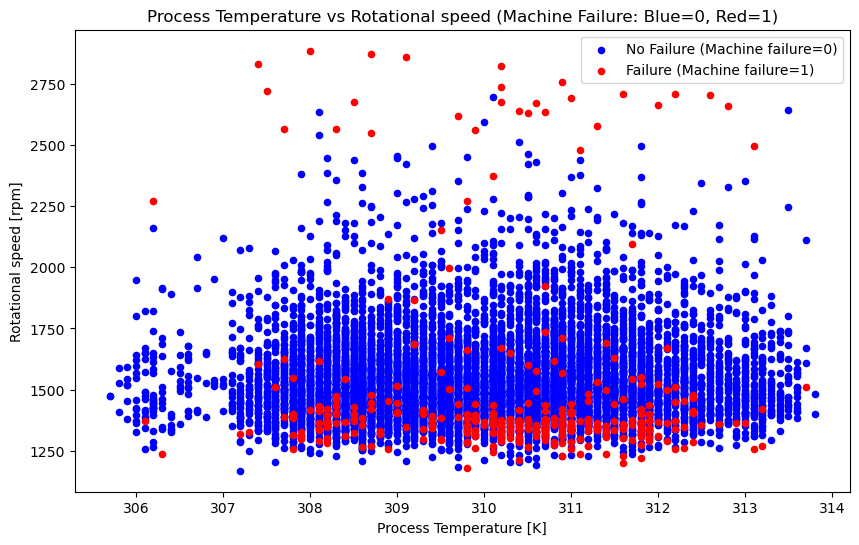 Process Temperature vs Rotational speed (Machine Failure: Blue=0, Red=1)
No Failure (Machine failure=0)
Failure (Machine failure=1)
Rotational speed [rpm]
2750
2500
2250
2000
1750
1500
1250
306 307 308 309 310 311 312 313 314
Process Temperature [K]